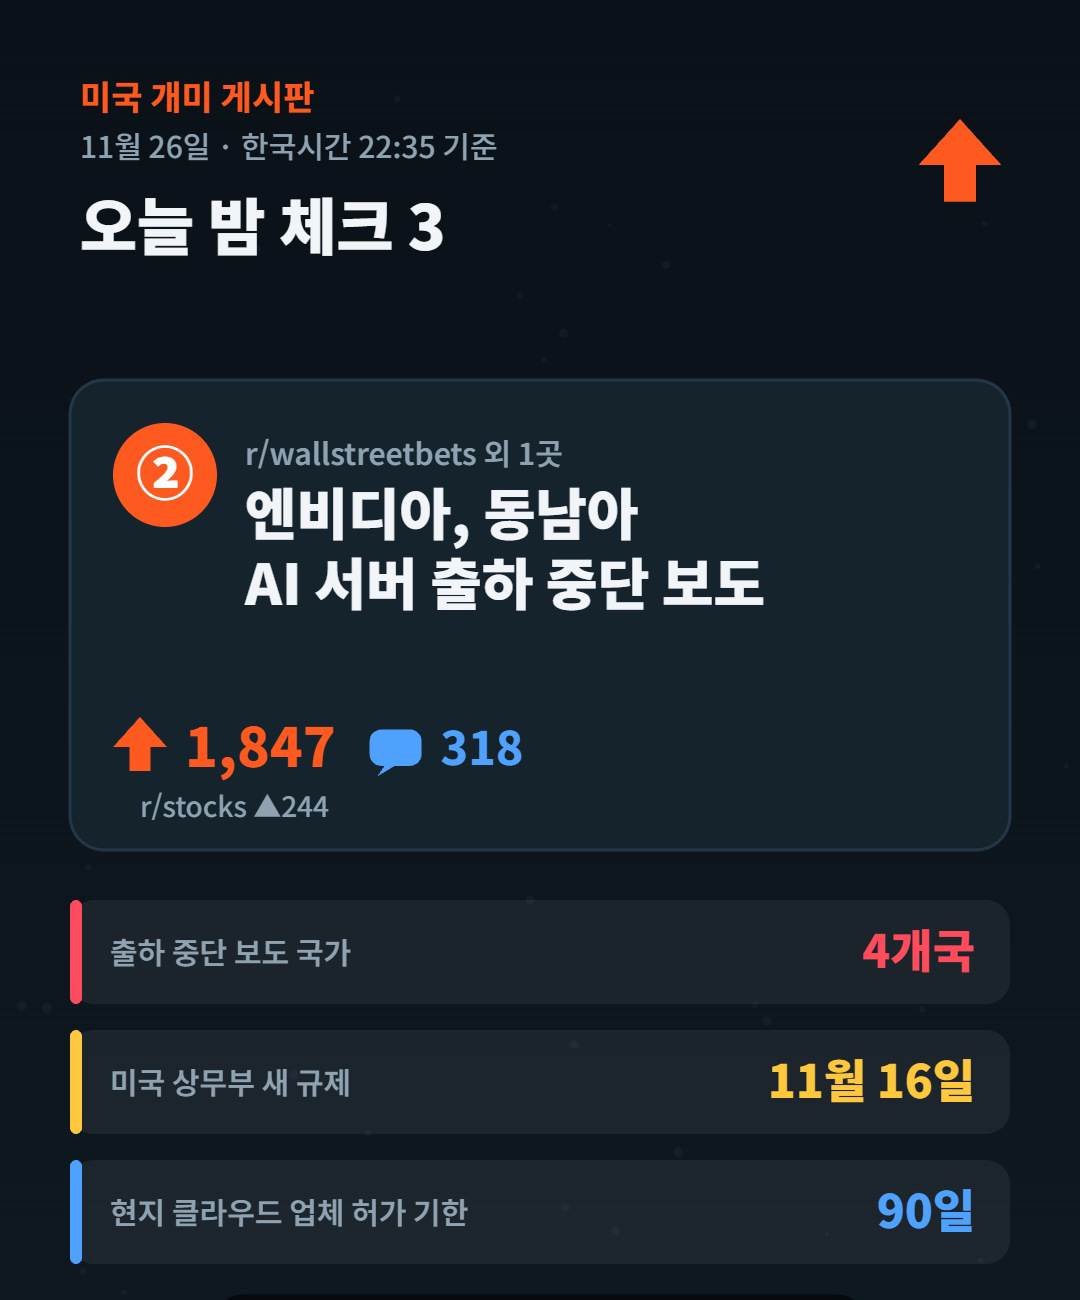 미국 개미 게시판
11월 26일 · 한국시간 22:35 기준
오늘 밤 체크 3
②
r/wallstreetbets 외 1곳
엔비디아, 동남아
AI 서버 출하 중단 보도
1,847 318
r/stocks ▲244
출하 중단 보도 국가 4개국
미국 상무부 새 규제 11월 16일
현지 클라우드 업체 허가 기한 90일